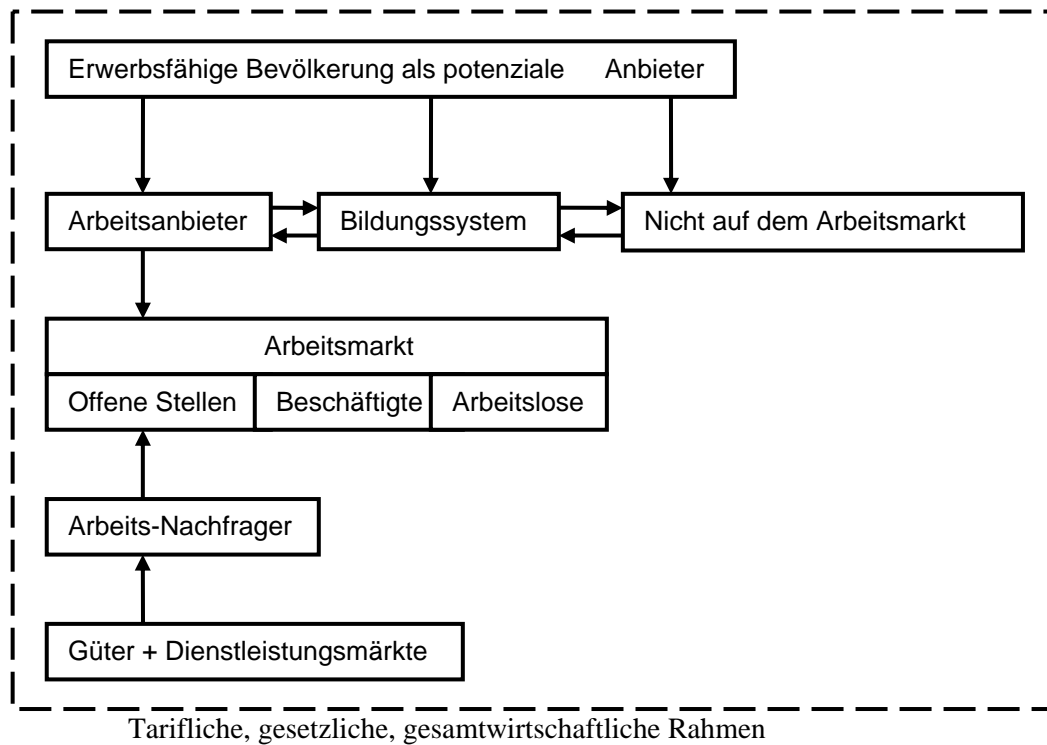 Erwerbsfähige Bevölkerung als potenziale Anbieter
Arbeitsanbieter
Bildungssystem
Nicht auf dem Arbeitsmarkt
Arbeitsmarkt
Offene Stellen
Beschäftigte
Arbeitslose
Arbeits-Nachfrager
Güter + Dienstleistungsmärkte
Tarifliche, gesetzliche, gesamtwirtschaftliche Rahmen